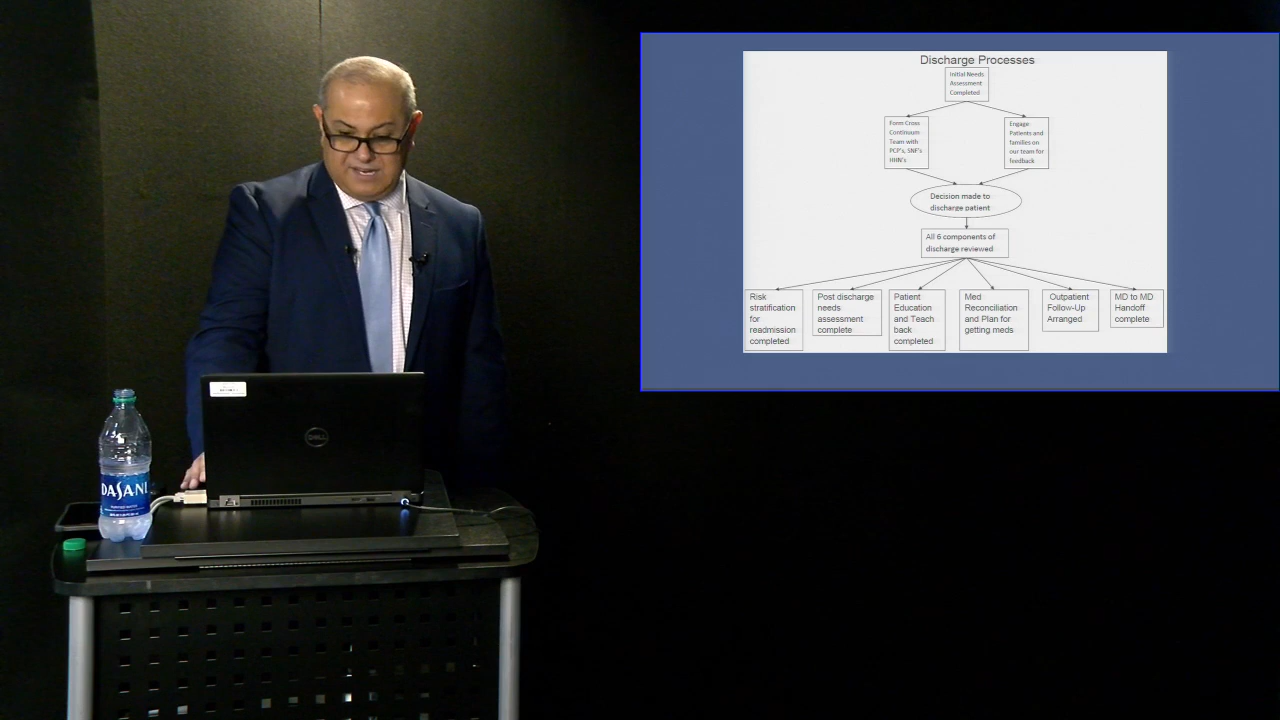 Discharge Processes
Initial Needs
Assessment
Completed
Form Cross
Continuum
Team with
PCP's, SNF's
HHN's
Engage
Patients and
families on
our team for
feedback
Decision made to
discharge patient
All 6 components of
discharge reviewed
Risk
stratification
for
readmission
completed
Post discharge
needs
assessment
complete
Patient
Education
and Teach
back
completed
Med
Reconciliation
and Plan for
getting meds
Outpatient
Follow-Up
Arranged
MD to MD
Handoff
complete
DELL
DASANI